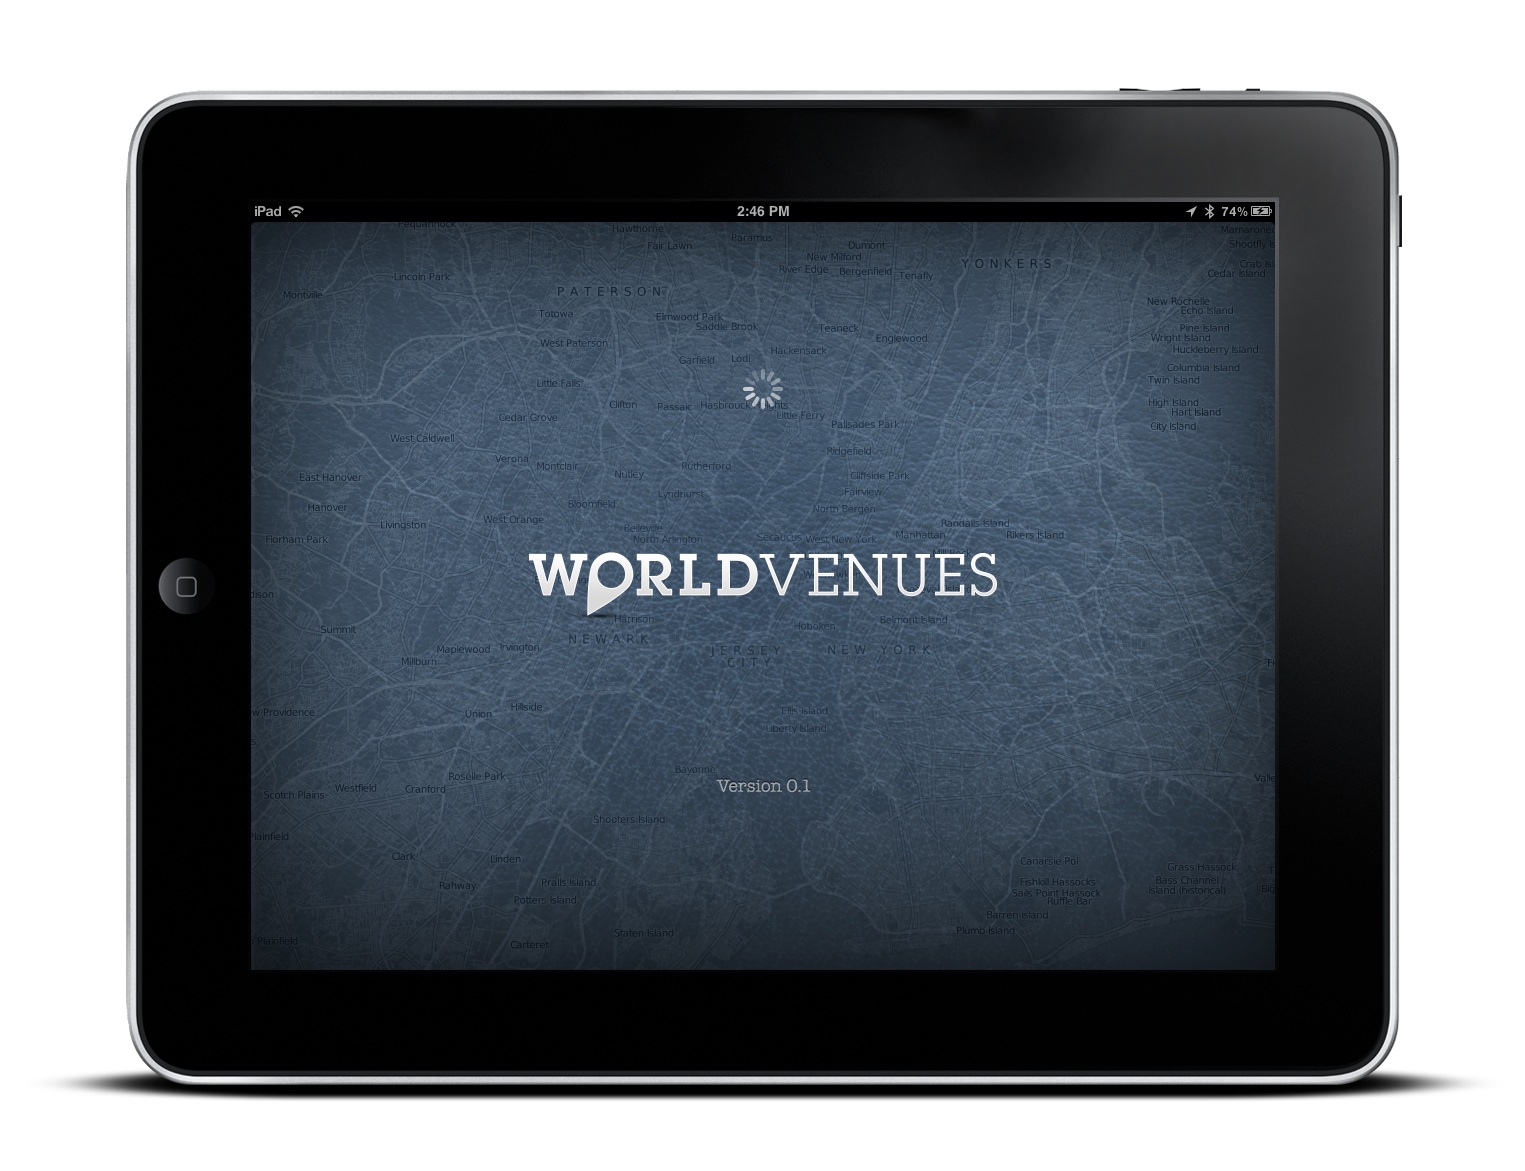 iPad 2:46 PM 74%
Hawthorne Paramus
Fair Lawn Dumont
New Milford
YONKERS
River Edge Bergenfield Tenafly
Cedar Island
Lincoln Park
PATERSON
Montville
New Rochelle
Echo Island
Totowa Elmwood Park
Saddle Brook Teaneck Pine Island
Wright Island
West Paterson Englewood
Hackensack Huckleberry Island
Garfield Lodi
Columbia Island
Little Falls Twin Island
Clifton Passaic High Island
Cedar Grove Little Ferry Hart Island
Palisades Park City Island
West Caldwell
Verona Ridgefield
Montclair Rutherford
East Hanover Nutley Cliffside Park
Lyndhurst Fairview
Hanover Bloomfield North Bergen
Livingston West Orange Randalls Island
Belleville Manhattan Rikers Island
Florham Park North Arlington Secaucus West New York
WORLDVENUES
Harrison Belmont Island
Summit Hoboken
NEWARK
Maplewood Irvington JERSEY NEW YORK
Millburn CITY
w Providence Union Hillside Ellis Island
Liberty Island
Bayonne
Roselle Park
Version 0.1
Scotch Plains Westfield Cranford
Shooters Island
Plainfield
Clark Linden Canarsie Pol
Grass Hassock
Rahway Pralls Island Fishkill Hassocks Bass Channel
Sails Point Hassock Island (historical)
Potters Island Ruffle Bar
Barren Island
Staten Island Plumb Island
Plainfield Carteret